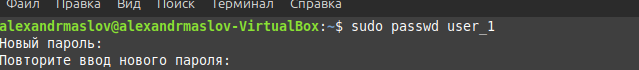 Файл Правка Вид Поиск Терминал Справка
alexandrmaslov@alexandrmaslov-VirtualBox:~$ sudo passwd user_1
Новый пароль:
Повторите ввод нового пароля: